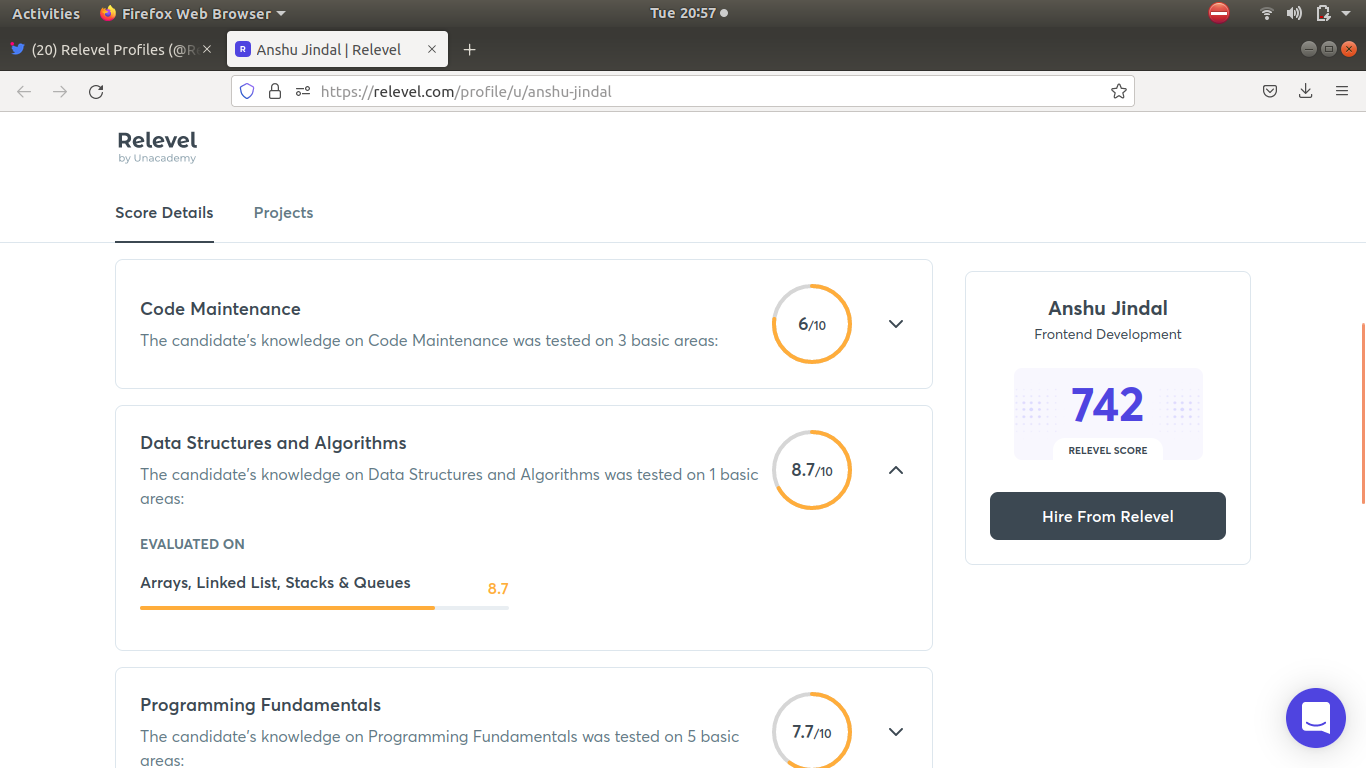 Activities
Firefox Web Browser
Tue 20:57
(20) Relevel Profiles (@Re
Anshu Jindal | Relevel
https://relevel.com/profile/u/anshu-jindal
Relevel
by Unacademy
Score Details
Projects
Code Maintenance
The candidate's knowledge on Code Maintenance was tested on 3 basic areas:
6/10
Data Structures and Algorithms
The candidate's knowledge on Data Structures and Algorithms was tested on 1 basic
areas:
8.7/10
EVALUATED ON
Arrays, Linked List, Stacks & Queues
8.7
Programming Fundamentals
The candidate's knowledge on Programming Fundamentals was tested on 5 basic
areas:
7.7/10
Anshu Jindal
Frontend Development
742
RELEVEL SCORE
Hire From Relevel